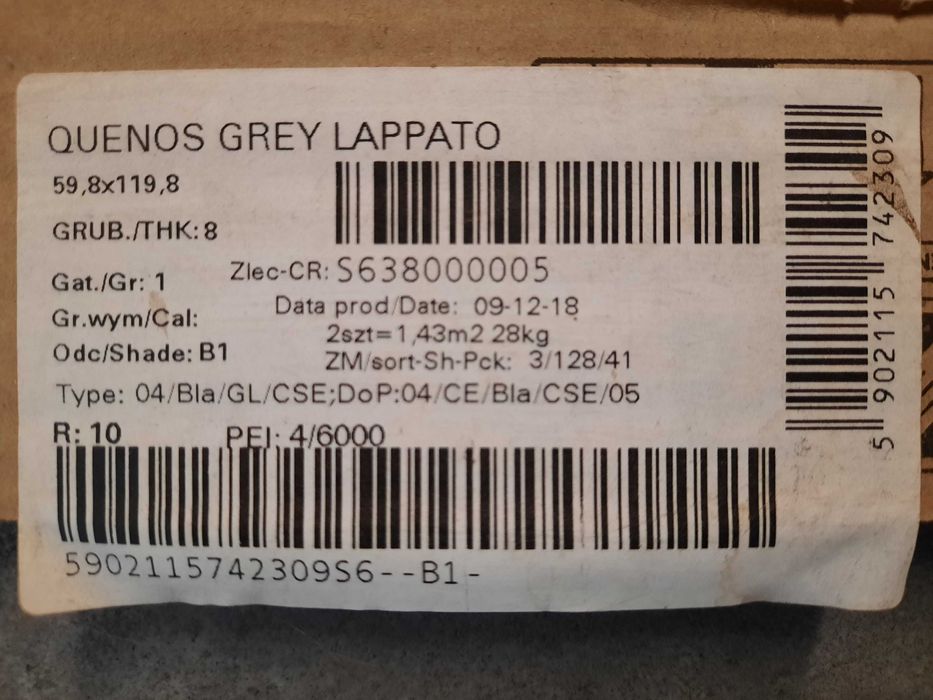 QUENOS GREY LAPPATO
59,8x119,8
GRUB./THK: 8
Gat./Gr: 1
Zlec-CR: S638000005
Data prod/Date: 09-12-18
Gr.wym/Cal:
2szt=1,43m2 28kg
Odc/Shade: B1
ZM/sort-Sh-Pck: 3/128/41
Type: 04/BIa/GL/CSE;DoP:04/CE/BIa/CSE/05
R: 10
PEI: 4/6000
5902115742309S6--B1-
5 902115 742309